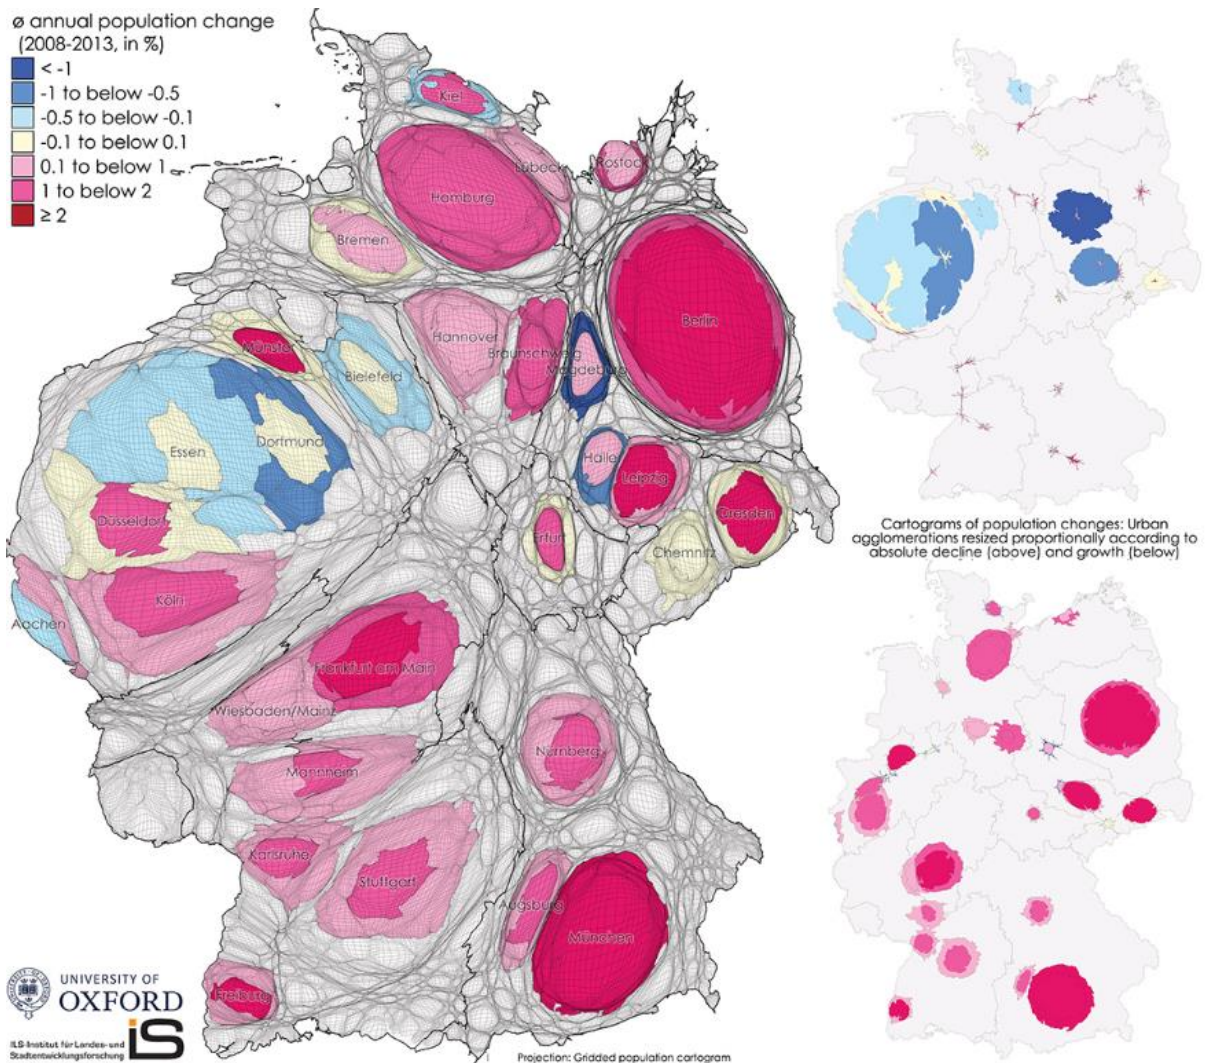 ø annual population change
(2008-2013, in %)
< -1
-1 to below -0.5
-0.5 to below -0.1
-0.1 to below 0.1
0.1 to below 1
1 to below 2
≥ 2
Kiel
Lübeck
Rostock
Hamburg
Bremen
Berlin
Hannover
Braunschweig
Magdeburg
Münster
Bielefeld
Essen
Dortmund
Halle
Leipzig
Düsseldorf
Dresden
Erfurt
Chemnitz
Köln
Aachen
Frankfurt am Main
Wiesbaden/Mainz
Nürnberg
Mannheim
Karlsruhe
Stuttgart
Augsburg
München
Freiburg
Cartograms of population changes: Urban
agglomerations resized proportionally according to
absolute decline (above) and growth (below)
UNIVERSITY OF
OXFORD
ILS-Institut für Landes- und
Stadtentwicklungsforschung
ils
Projection: Gridded population cartogram